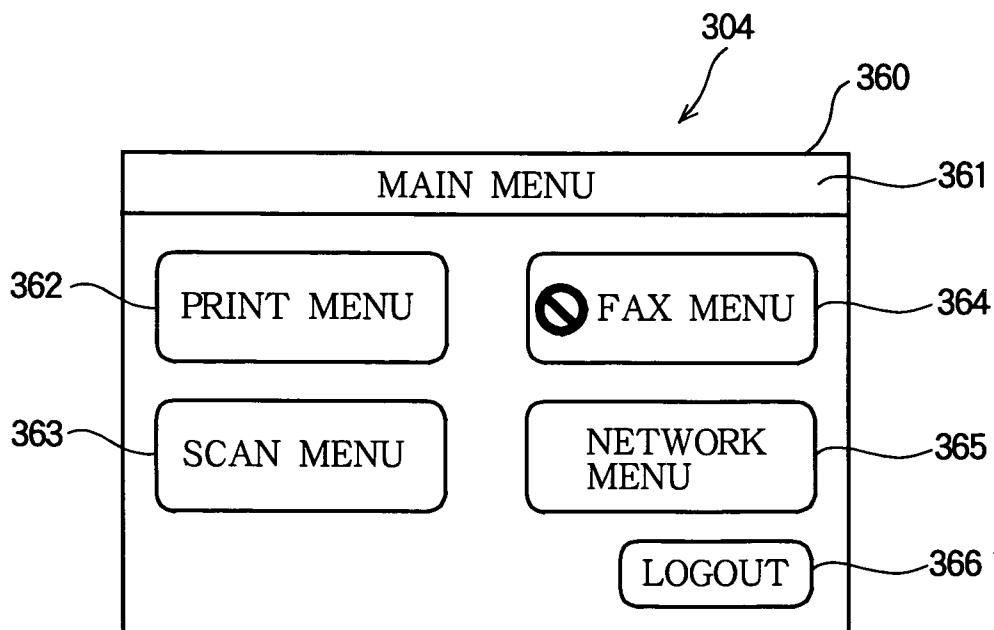 304
360
MAIN MENU
361
362
PRINT MENU
FAX MENU
364
363
SCAN MENU
NETWORK
MENU
365
LOGOUT
366